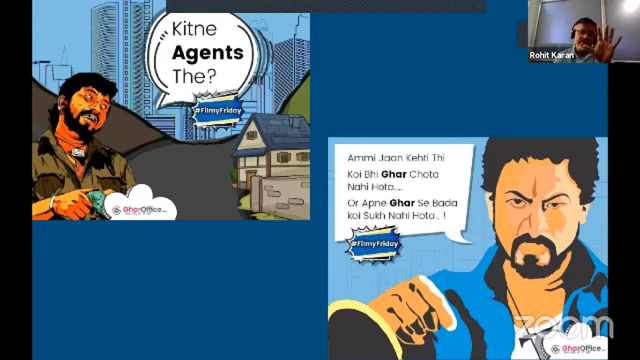 Kitne
Agents
The?
#FilmyFriday
GharOffice
Rohit Karan
Ammi Jaan Kehti Thi
Koi Bhi Ghar Chota
Nahi Hota....
Or Apne Ghar Se Bada
koi Sukh Nahi Hota.. !
#FilmyFriday
zoom
GharOffice